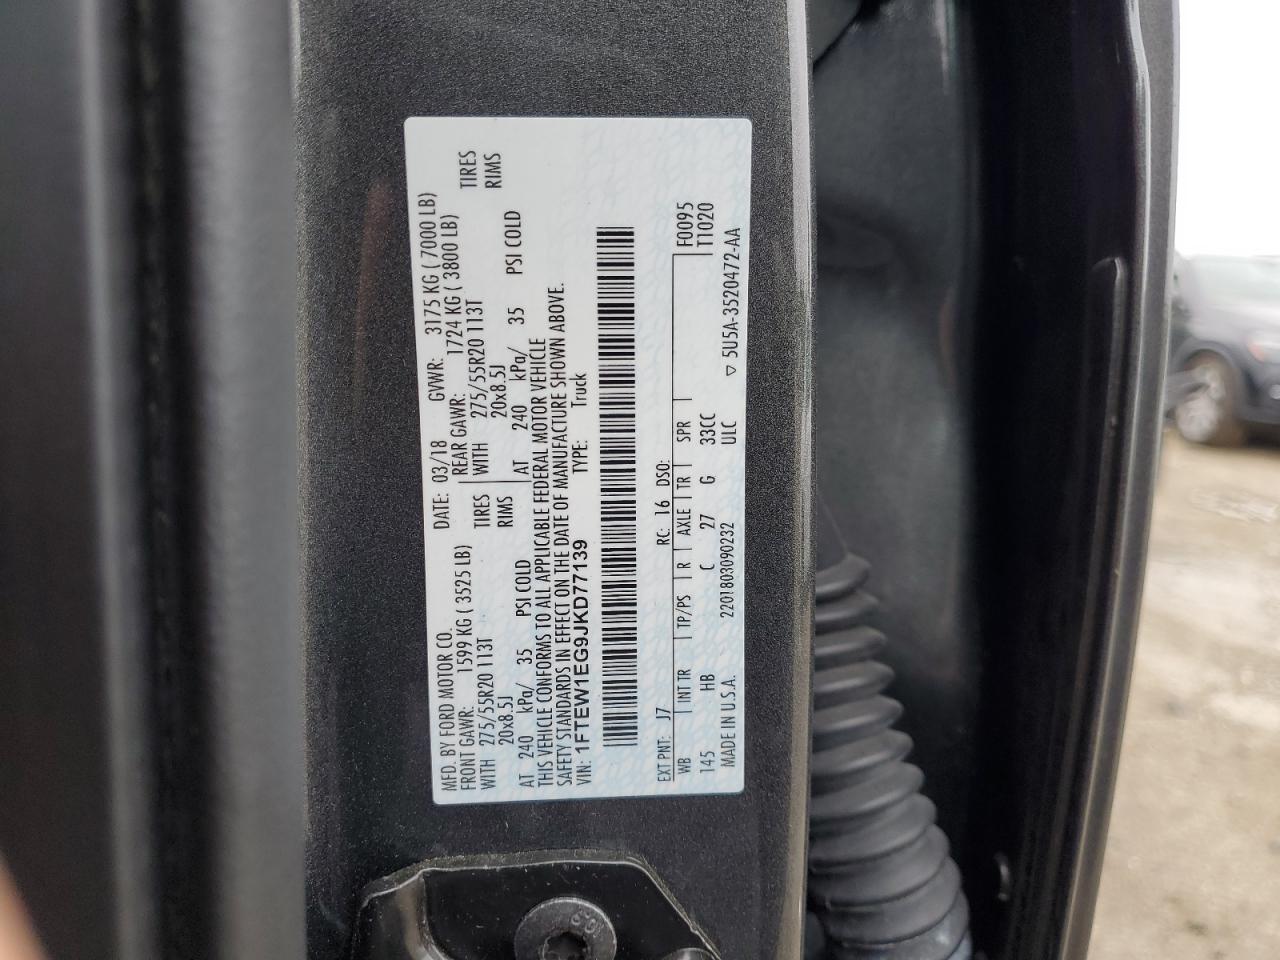 MFD. BY FORD MOTOR CO.
DATE: 03/18 GVWR: 3175 KG ( 7000 LB)
FRONT GAWR: 1599 KG ( 3525 LB) REAR GAWR: 1724 KG ( 3800 LB)
WITH 275/55R20 113T TIRES WITH 275/55R20 113T TIRES
20x8.5J RIMS 20x8.5J RIMS
AT 240 kPa/ 35 PSI COLD AT 240 kPa/ 35 PSI COLD
THIS VEHICLE CONFORMS TO ALL APPLICABLE FEDERAL MOTOR VEHICLE
SAFETY STANDARDS IN EFFECT ON THE DATE OF MANUFACTURE SHOWN ABOVE.
VIN: 1FTEW1EG9JKD77139 TYPE: Truck
EXT PNT: J7 RC: 16 DSO: F0095
WB INT TR TP/PS R AXLE TR SPR T1020
145 HB C 27 G 33CC
MADE IN U.S.A. 220180309​0232 ULC ▽ 5U5A-3520472-AA